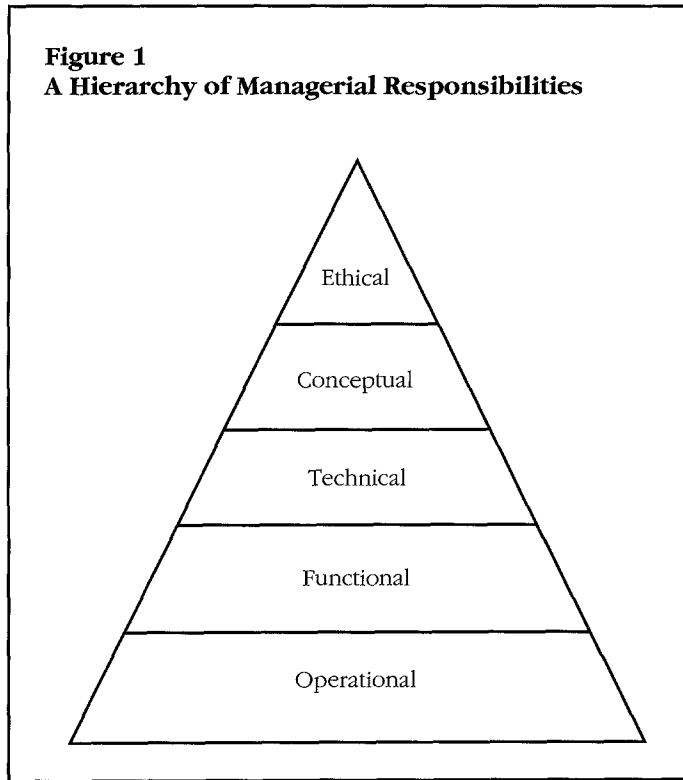 Figure 1
A Hierarchy of Managerial Responsibilities
Ethical
Conceptual
Technical
Functional
Operational